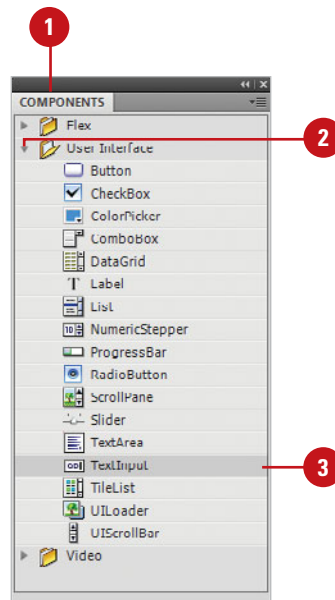 1
COMPONENTS
Flex
2
User Interface
Button
CheckBox
ColorPicker
ComboBox
DataGrid
Label
List
NumericStepper
ProgressBar
RadioButton
ScrollPane
Slider
TextArea
TextInput
3
TileList
UILoader
UIScrollBar
Video